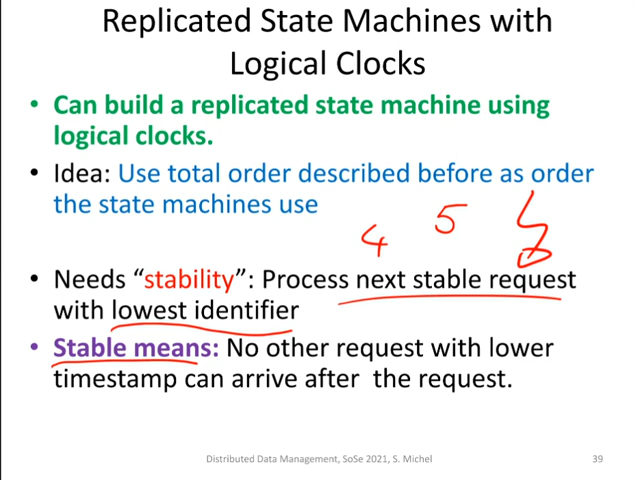 Replicated State Machines with
Logical Clocks
• Can build a replicated state machine using
logical clocks.
• Idea: Use total order described before as order
the state machines use
4 5
• Needs “stability”: Process next stable request
with lowest identifier
• Stable means: No other request with lower
timestamp can arrive after the request.
Distributed Data Management, SoSe 2021, S. Michel 39